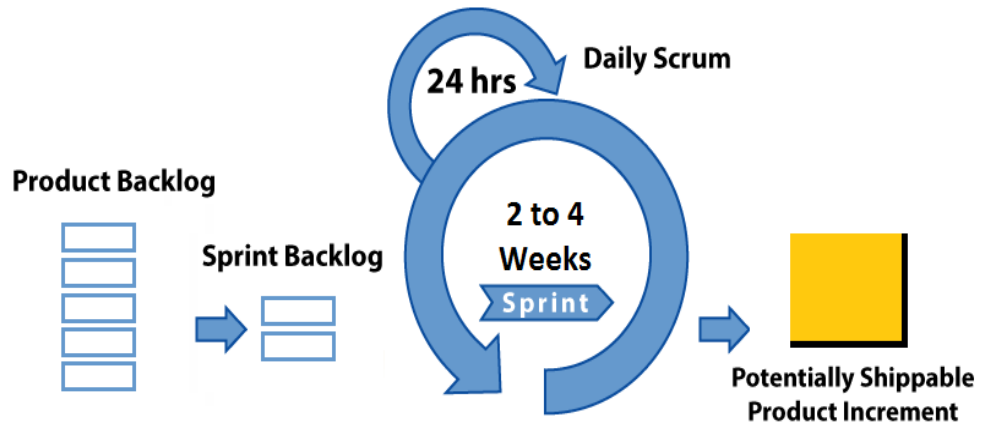 Daily Scrum
24 hrs
Product Backlog
Sprint Backlog
2 to 4
Weeks
Sprint
Potentially Shippable
Product Increment